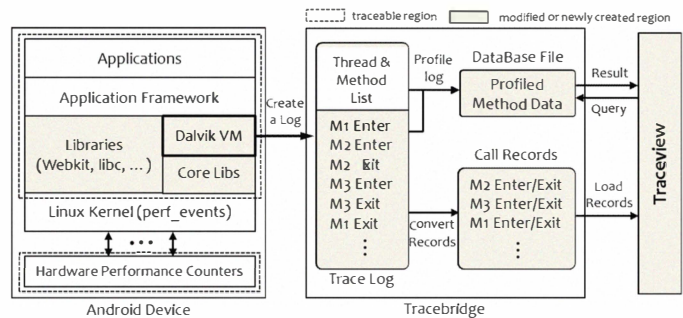 traceable region
modified or newly created region
Applications
Application Framework
Libraries
(Webkit, libc, ...)
Dalvik VM
Core Libs
Linux Kernel (perf_events)
Hardware Performance Counters
Android Device
Create
a Log
Thread &
Method
List
M1 Enter
M2 Enter
M2 Exit
M3 Enter
M3 Exit
M1 Exit
Trace Log
Profile
log
Convert
Records
DataBase File
Profiled
Method Data
Call Records
M2 Enter/Exit
M3 Enter/Exit
M1 Enter/Exit
Tracebridge
Result
Query
Load
Records
Traceview